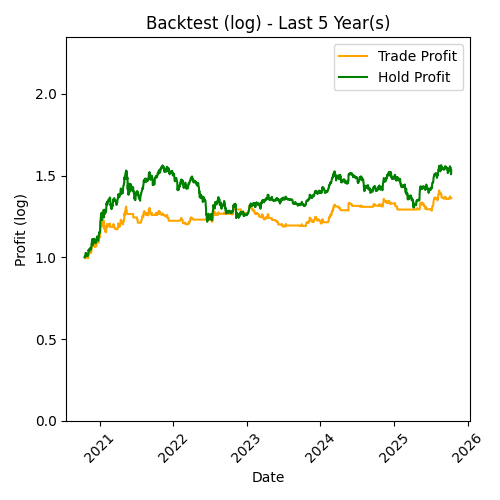 Backtest (log) - Last 5 Year(s)
Trade Profit
Hold Profit
Profit (log)
2.0
1.5
1.0
0.5
0.0
2021
2022
2023
2024
2025
2026
Date